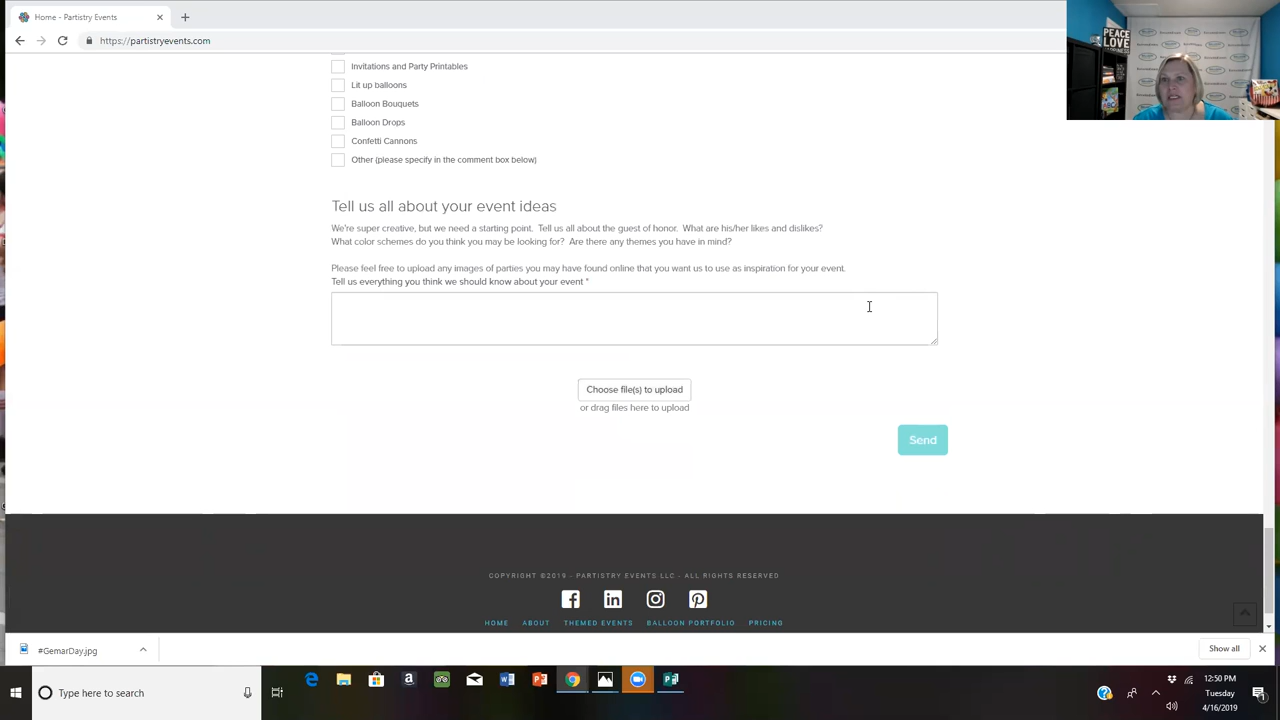 Home - Partistry Events
https://partistryevents.com
PEACE
LOVE
Invitations and Party Printables
Lit up balloons
Balloon Bouquets
Balloon Drops
Confetti Cannons
Other (please specify in the comment box below)
Tell us all about your event ideas
We're super creative, but we need a starting point. Tell us all about the guest of honor. What are his/her likes and dislikes?
What color schemes do you think you may be looking for? Are there any themes you have in mind?
Please feel free to upload any images of parties you may have found online that you want us to use as inspiration for your event.
Tell us everything you think we should know about your event *
Choose file(s) to upload
or drag files here to upload
Send
COPYRIGHT ©2019 - PARTISTRY EVENTS LLC - ALL RIGHTS RESERVED
HOME ABOUT THEMED EVENTS BALLOON PORTFOLIO PRICING
#GemarDay.jpg
Show all
Type here to search
12:50 PM
Tuesday
4/16/2019